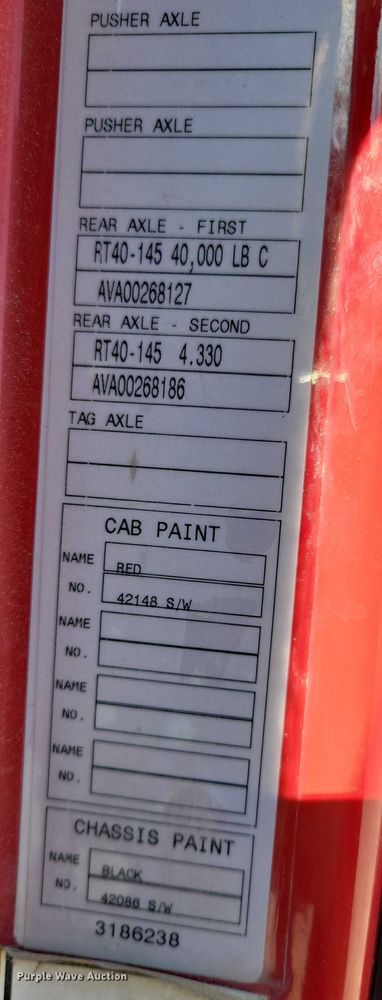 PUSHER AXLE
PUSHER AXLE
REAR AXLE - FIRST
RT40-145 40,000 LB C
AVA00268127
REAR AXLE - SECOND
RT40-145 4.330
AVA00268186
TAG AXLE
CAB PAINT
NAME RED
NO. 42148 S/W
NAME
NO.
NAME
NO.
NAME
NO.
CHASSIS PAINT
NAME BLACK
NO. 42086 S/W
3186238
Purple Wave Auction